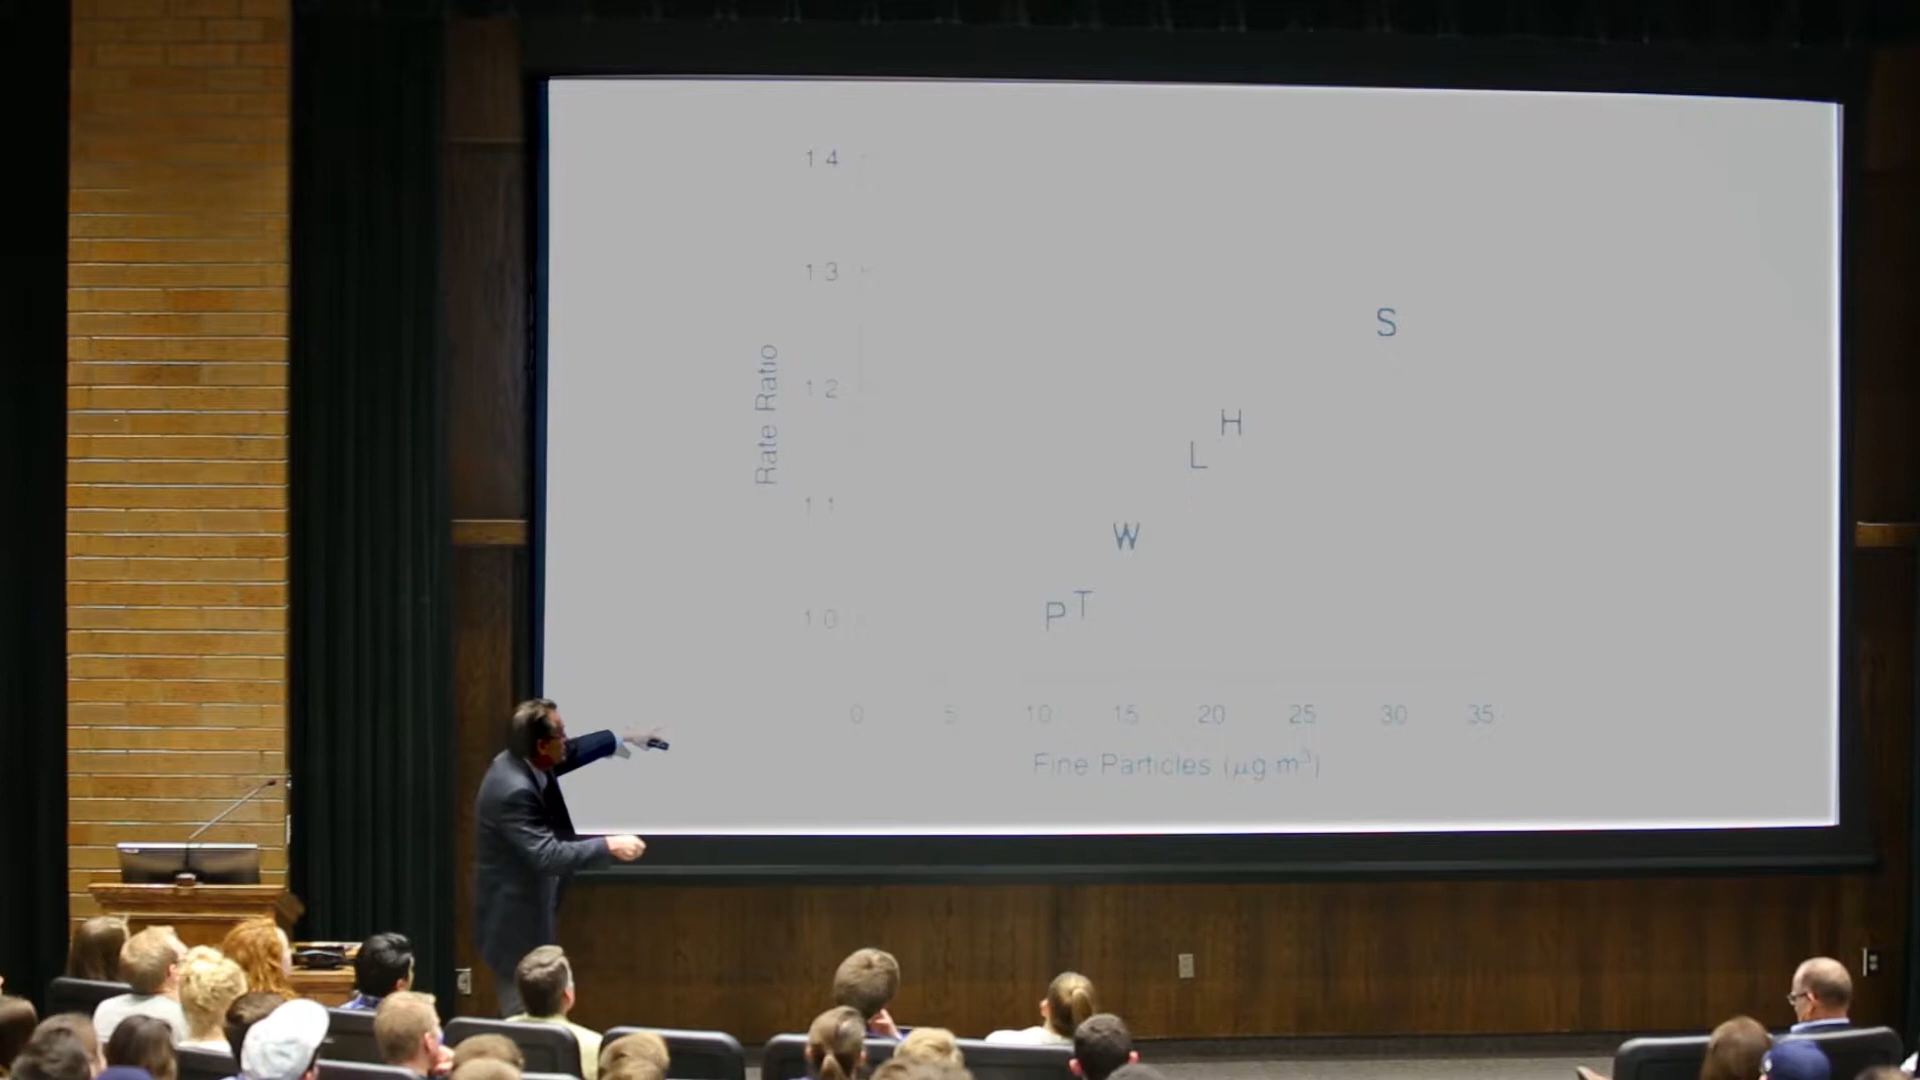 1 4
1 3
S
1 2
H
L
Rate Ratio
1 1
W
P T
1 0
0 5 10 15 20 25 30 35
Fine Particles (μg m³)